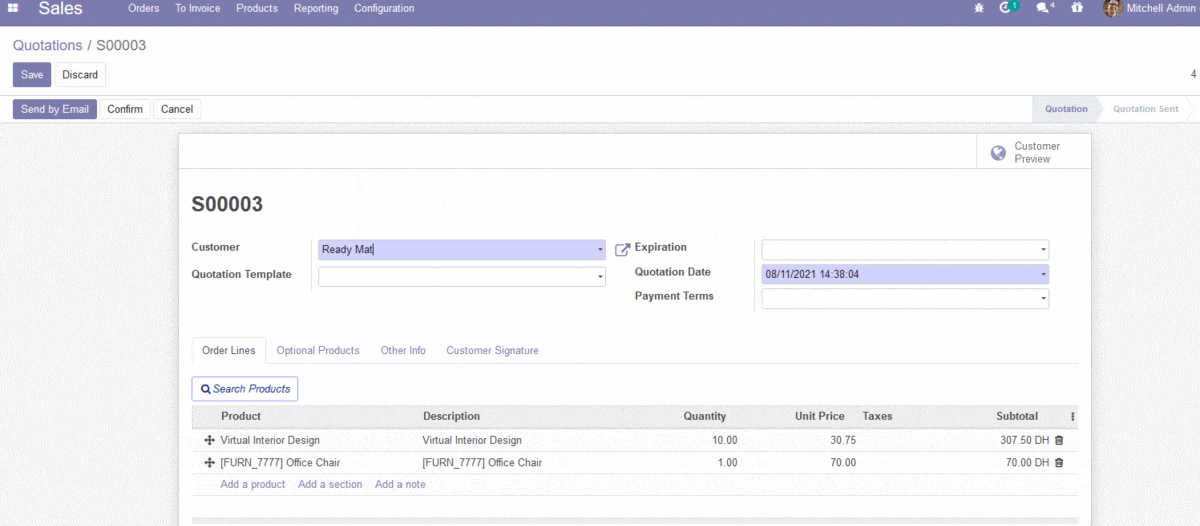 Sales Orders To Invoice Products Reporting Configuration 1 4 Mitchell Admin
Quotations / S00003
Save Discard 4
Send by Email Confirm Cancel Quotation Quotation Sent
Customer
Preview
S00003
Customer Ready Mat Expiration
Quotation Template Quotation Date 08/11/2021 14:38:04
Payment Terms
Order Lines Optional Products Other Info Customer Signature
Search Products
Product Description Quantity Unit Price Taxes Subtotal
Virtual Interior Design Virtual Interior Design 10.00 30.75 307.50 DH
[FURN_7777] Office Chair [FURN_7777] Office Chair 1.00 70.00 70.00 DH
Add a product Add a section Add a note